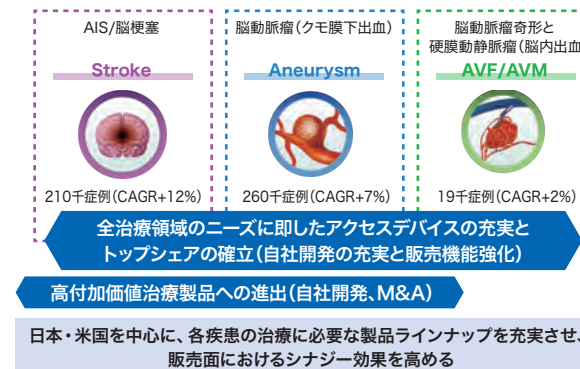 AIS/脳梗塞
Stroke
210千症例（CAGR+12%）
脳動脈瘤（クモ膜下出血）
Aneurysm
260千症例（CAGR+7%）
脳動脈瘤奇形と
硬膜動静脈瘤（脳内出血
AVF/AVM
19千症例（CAGR+2%）
全治療領域のニーズに即したアクセスデバイスの充実と
トップシェアの確立（自社開発の充実と販売機能強化）
高付加価値治療製品への進出（自社開発、M&A）
日本・米国を中心に、各疾患の治療に必要な製品ラインナップを充実させ、
販売面におけるシナジー効果を高める